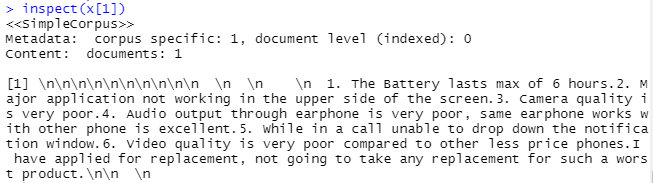 > inspect(x[1])
<<SimpleCorpus>>
Metadata:  corpus specific: 1, document level (indexed): 0
Content:  documents: 1

[1] \n\n\n\n\n\n\n\n\n\n\n  \n  \n    \n  1. The Battery lasts max of 6 hours.2. M
ajor application not working in the upper side of the screen.3. Camera quality i
s very poor.4. Audio output through earphone is very poor, same earphone works w
ith other phone is excellent.5. While in a call unable to drop down the notifica
tion window.6. Video quality is very poor compared to other less price phones.I
 have applied for replacement, not going to take any replacement for such a wors
t product.\n\n  \n